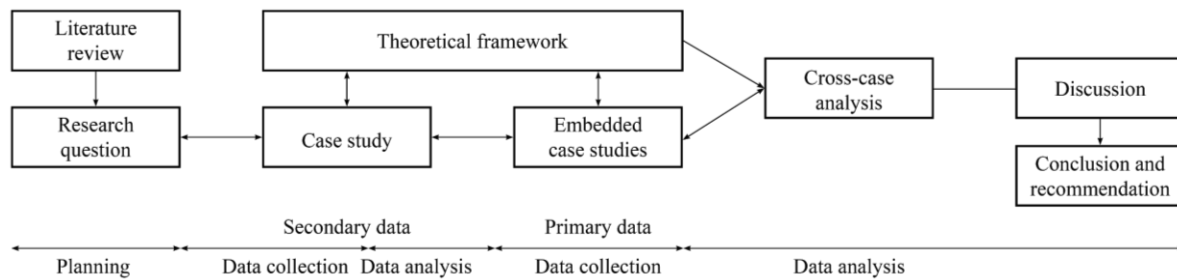 Literature
review
Theoretical framework
Cross-case
analysis
Discussion
Research
question
Case study
Embedded
case studies
Conclusion and
recommendation
Secondary data
Primary data
Planning
Data collection
Data analysis
Data collection
Data analysis